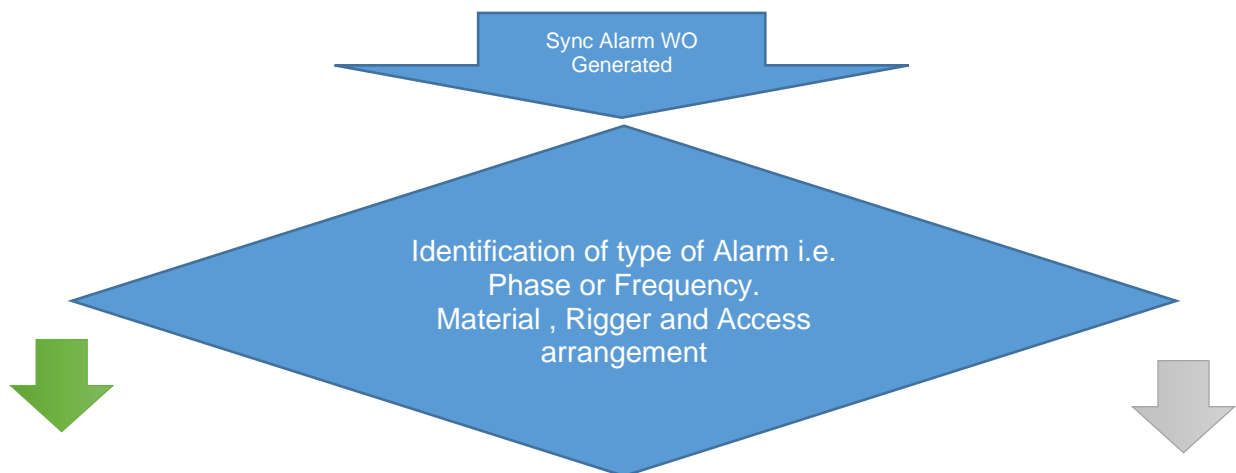 Sync Alarm WO
Generated
Identification of type of Alarm i.e.
Phase or Frequency.
Material , Rigger and Access
arrangement